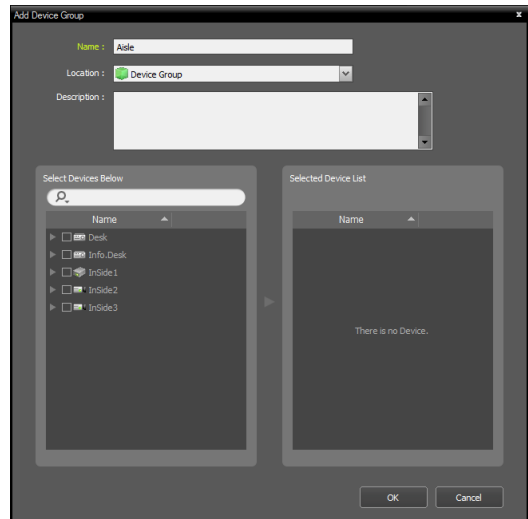 Add Device Group
Name : Aisle
Location : Device Group
Description :
Select Devices Below
Selected Device List
Name
Name
Desk
Info.Desk
InSide1
InSide2
InSide3
There is no Device.
OK
Cancel